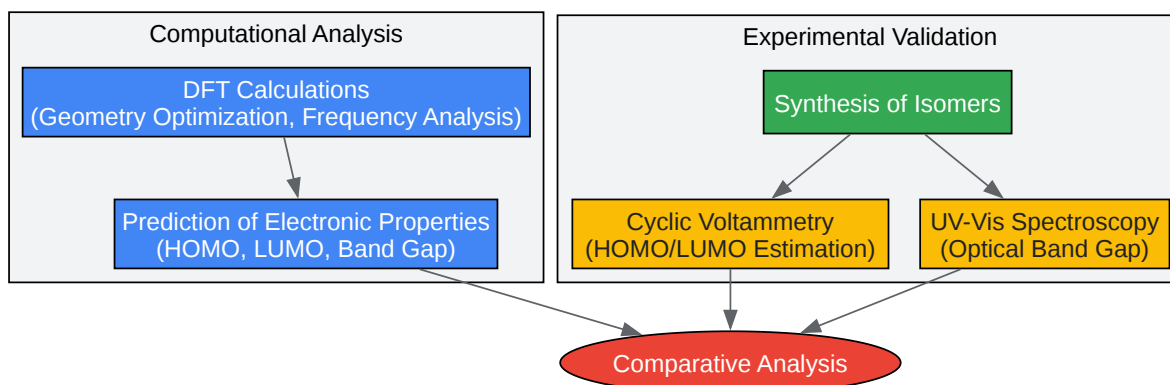 Computational Analysis
DFT Calculations
(Geometry Optimization, Frequency Analysis)
Prediction of Electronic Properties
(HOMO, LUMO, Band Gap)
Experimental Validation
Synthesis of Isomers
Cyclic Voltammetry
(HOMO/LUMO Estimation)
UV-Vis Spectroscopy
(Optical Band Gap)
Comparative Analysis